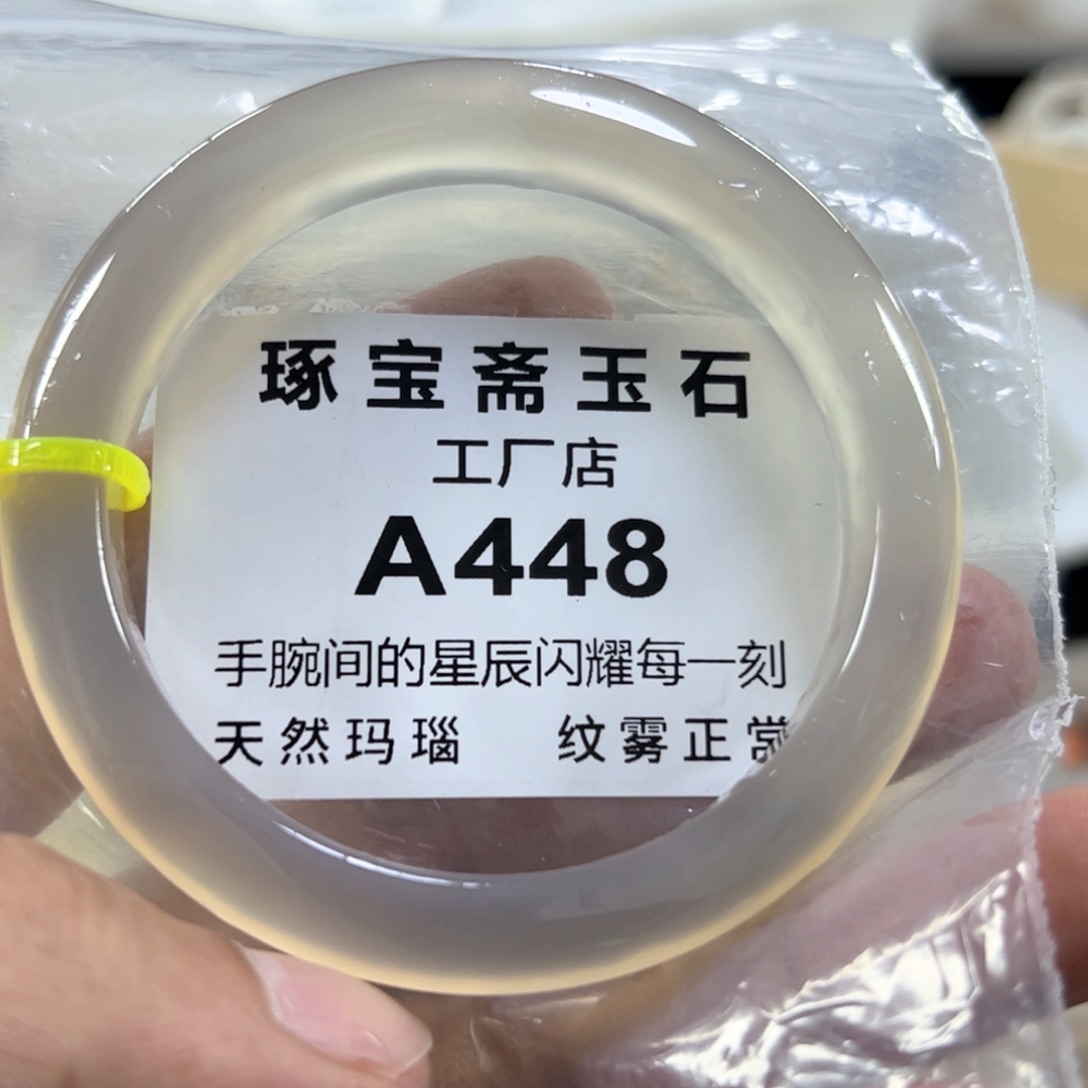 琢宝斋玉石
工厂店
A448
手腕间的星辰闪耀每一刻
天然玛瑙 纹雾正常